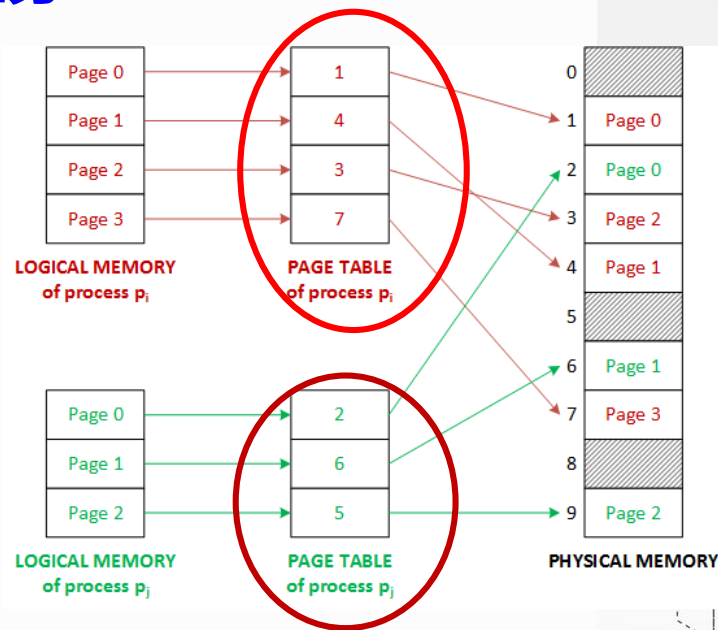 Page 0
Page 1
Page 2
Page 3
LOGICAL MEMORY
of process pi
1
4
3
7
PAGE TABLE
of process pi
Page 0
Page 1
Page 2
LOGICAL MEMORY
of process pj
2
6
5
PAGE TABLE
of process pj
0
1 Page 0
2 Page 0
3 Page 2
4 Page 1
5
6 Page 1
7 Page 3
8
9 Page 2
PHYSICAL MEMORY